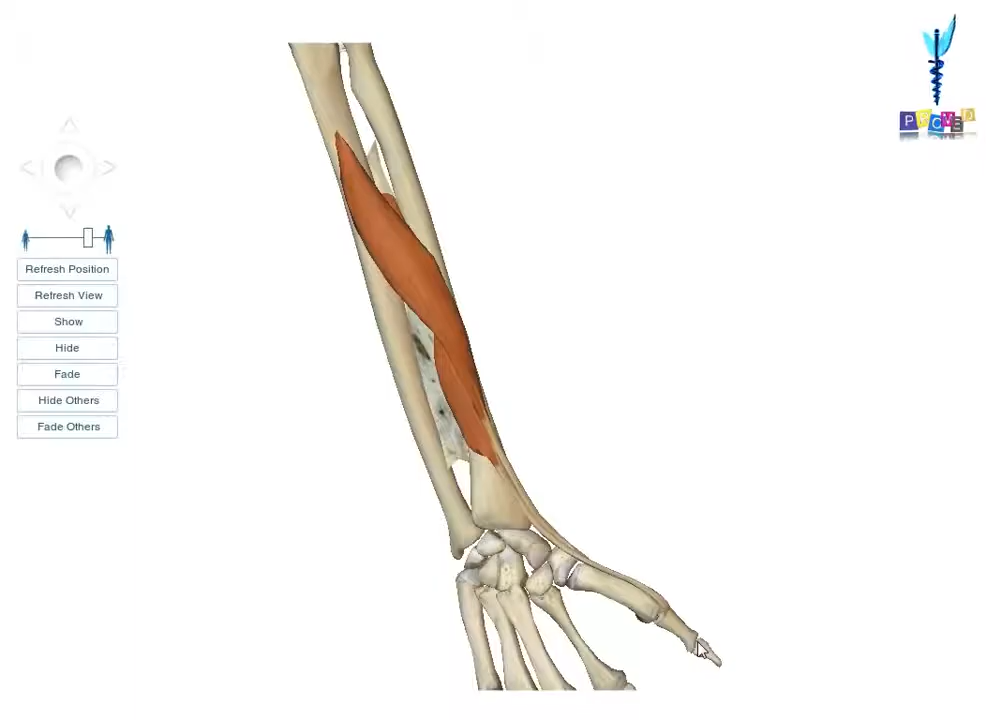 Refresh Position
Refresh View
Show
Hide
Fade
Hide Others
Fade Others